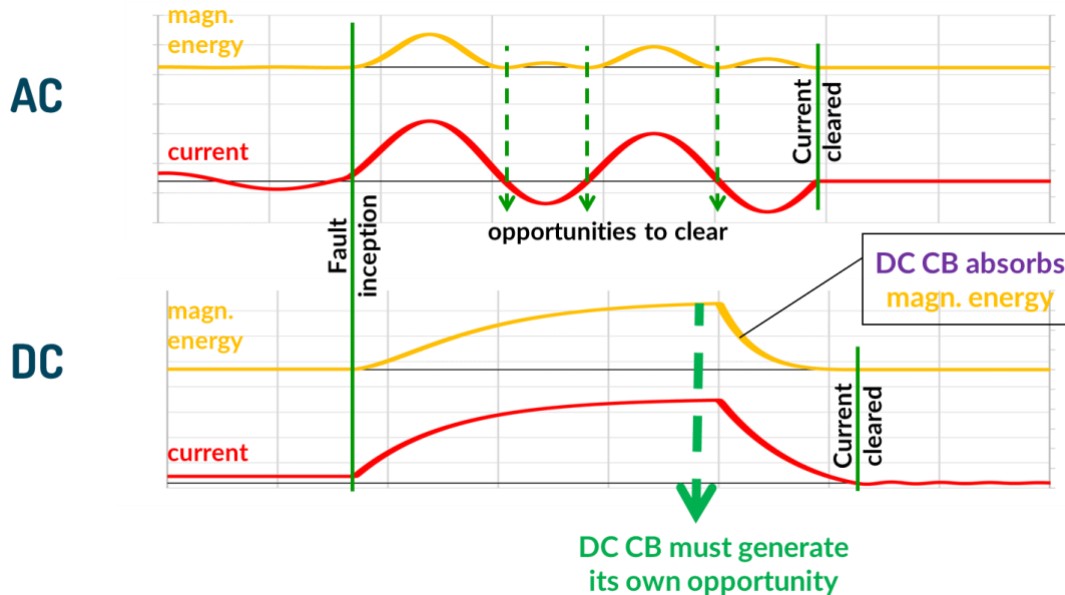 magn.
energy
AC
current
Fault
inception
opportunities to clear
Current
cleared
DC CB absorbs
magn. energy
magn.
energy
DC
current
Current
cleared
DC CB must generate
its own opportunity